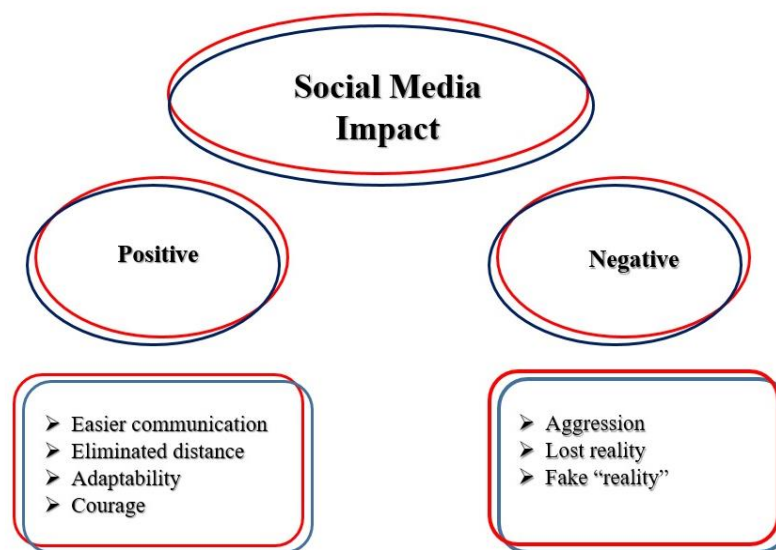 Social Media
Impact
Positive
Negative
➢ Easier communication
➢ Eliminated distance
➢ Adaptability
➢ Courage
➢ Aggression
➢ Lost reality
➢ Fake “reality”